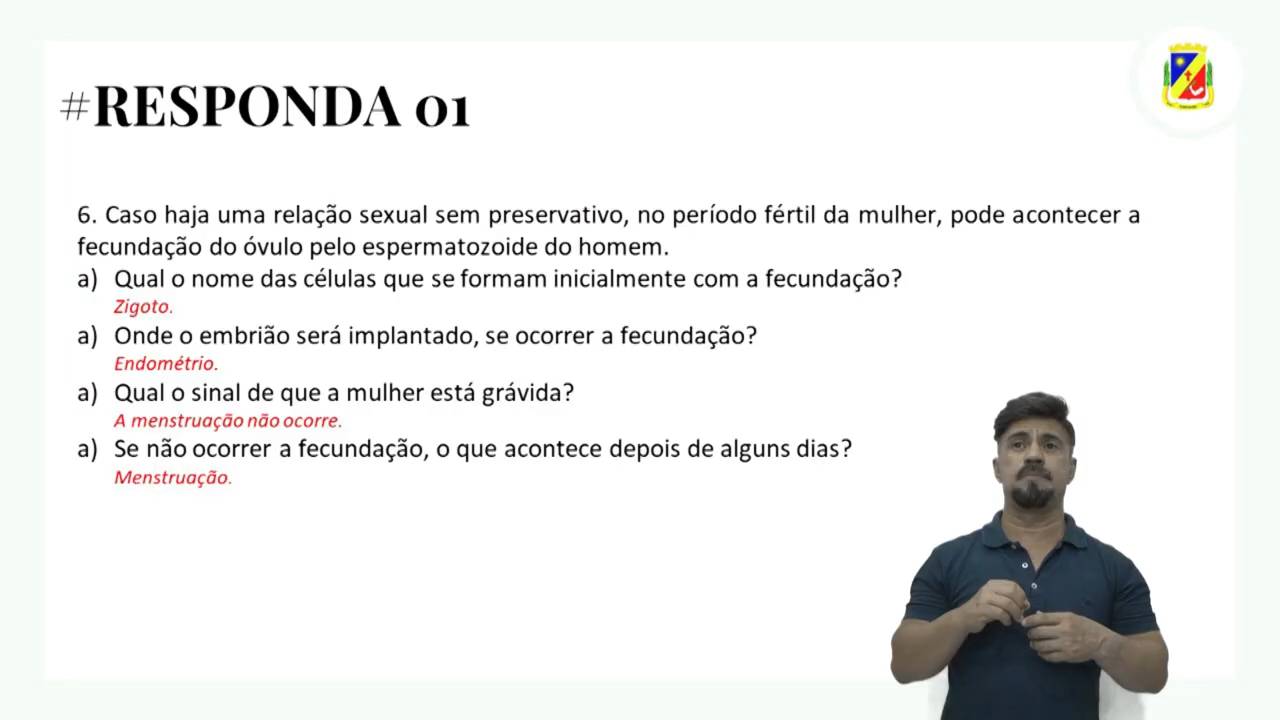 #RESPONDA 01
6. Caso haja uma relação sexual sem preservativo, no período fértil da mulher, pode acontecer a
fecundação do óvulo pelo espermatozoide do homem.
a) Qual o nome das células que se formam inicialmente com a fecundação?
Zigoto.
a) Onde o embrião será implantado, se ocorrer a fecundação?
Endométrio.
a) Qual o sinal de que a mulher está grávida?
A menstruação não ocorre.
a) Se não ocorrer a fecundação, o que acontece depois de alguns dias?
Menstruação.